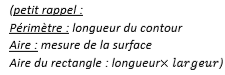 (petit rappel :
Périmètre : longueur du contour
Aire : mesure de la surface
Aire du rectangle : longueur× largeur)